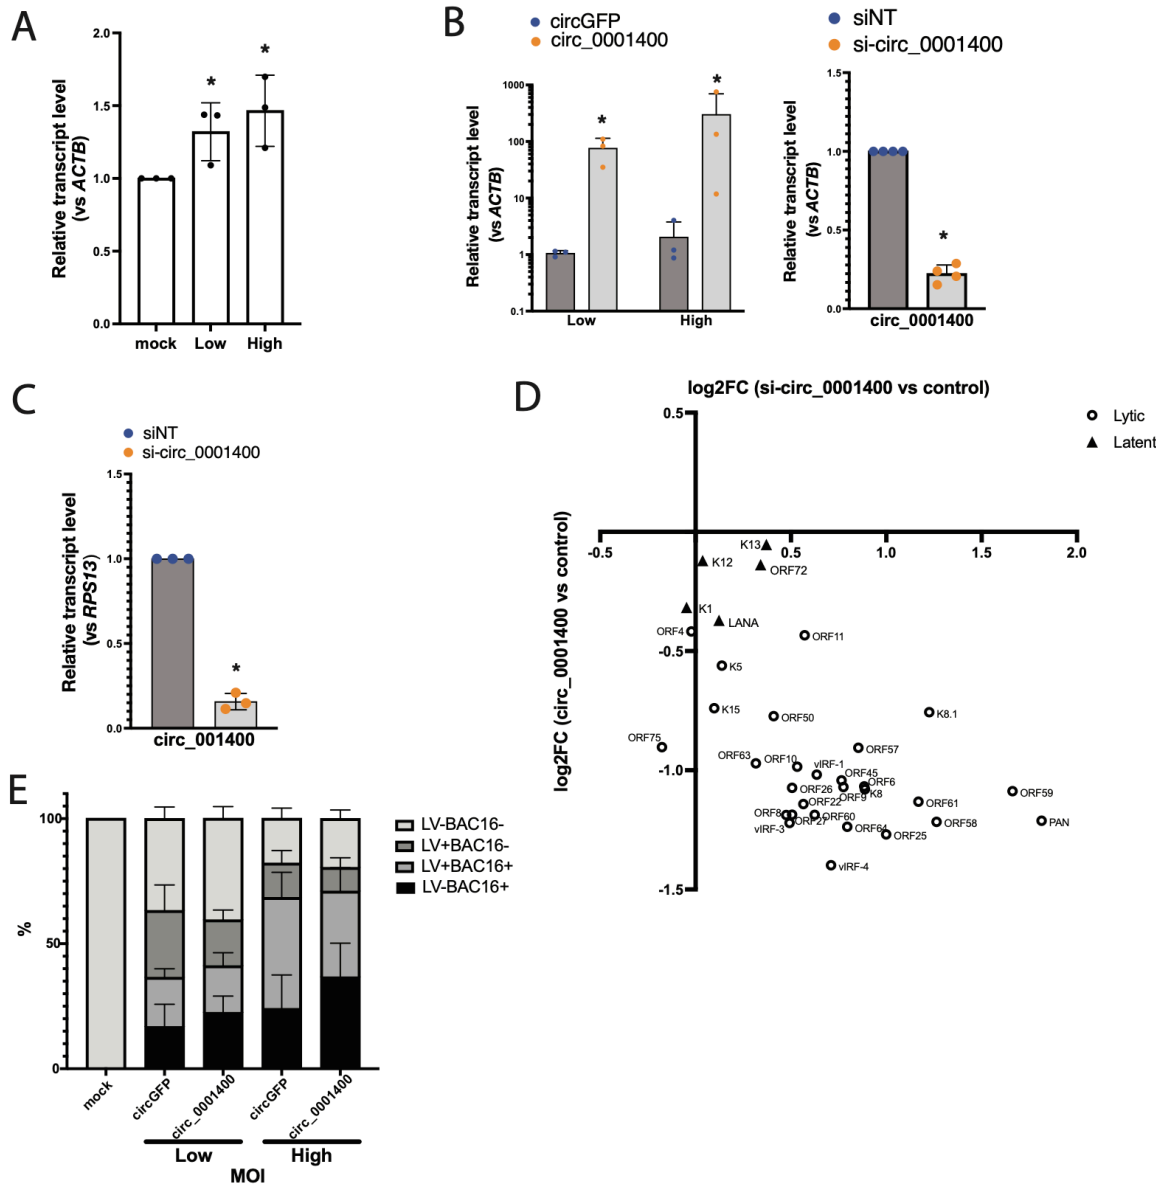 A
2.0
1.5
1.0
0.5
0.0
Relative transcript level
(vs ACTB)
*
*
mock Low High
B
circGFP
circ_0001400
1000
100
10
1
0.1
Relative transcript level
(vs ACTB)
*
*
Low High
siNT
si-circ_0001400
1.5
1.0
0.5
0.0
Relative transcript level
(vs ACTB)
*
circ_0001400
C
siNT
si-circ_0001400
1.5
1.0
0.5
0.0
Relative transcript level
(vs RPS13)
*
circ_001400
D
log2FC (si-circ_0001400 vs control)
log2FC (circ_0001400 vs control)
Lytic
Latent
0.5
-0.5 0.5 1.0 1.5 2.0
-0.5
-1.0
-1.5
K13
K12
ORF72
K1
LANA
ORF4
ORF11
K5
K15
ORF50
K8.1
ORF75
ORF57
ORF63
ORF10
vIRF-1
ORF45
ORF6
ORF26
ORF9
K8
ORF59
ORF22
ORF61
ORF8
ORF27
ORF60
vIRF-3
ORF64
ORF25
ORF58
PAN
vIRF-4
E
100
50
0
%
LV-BAC16-
LV+BAC16-
LV+BAC16+
LV-BAC16+
mock
circGFP
circ_0001400
circGFP
circ_0001400
Low High
MOI